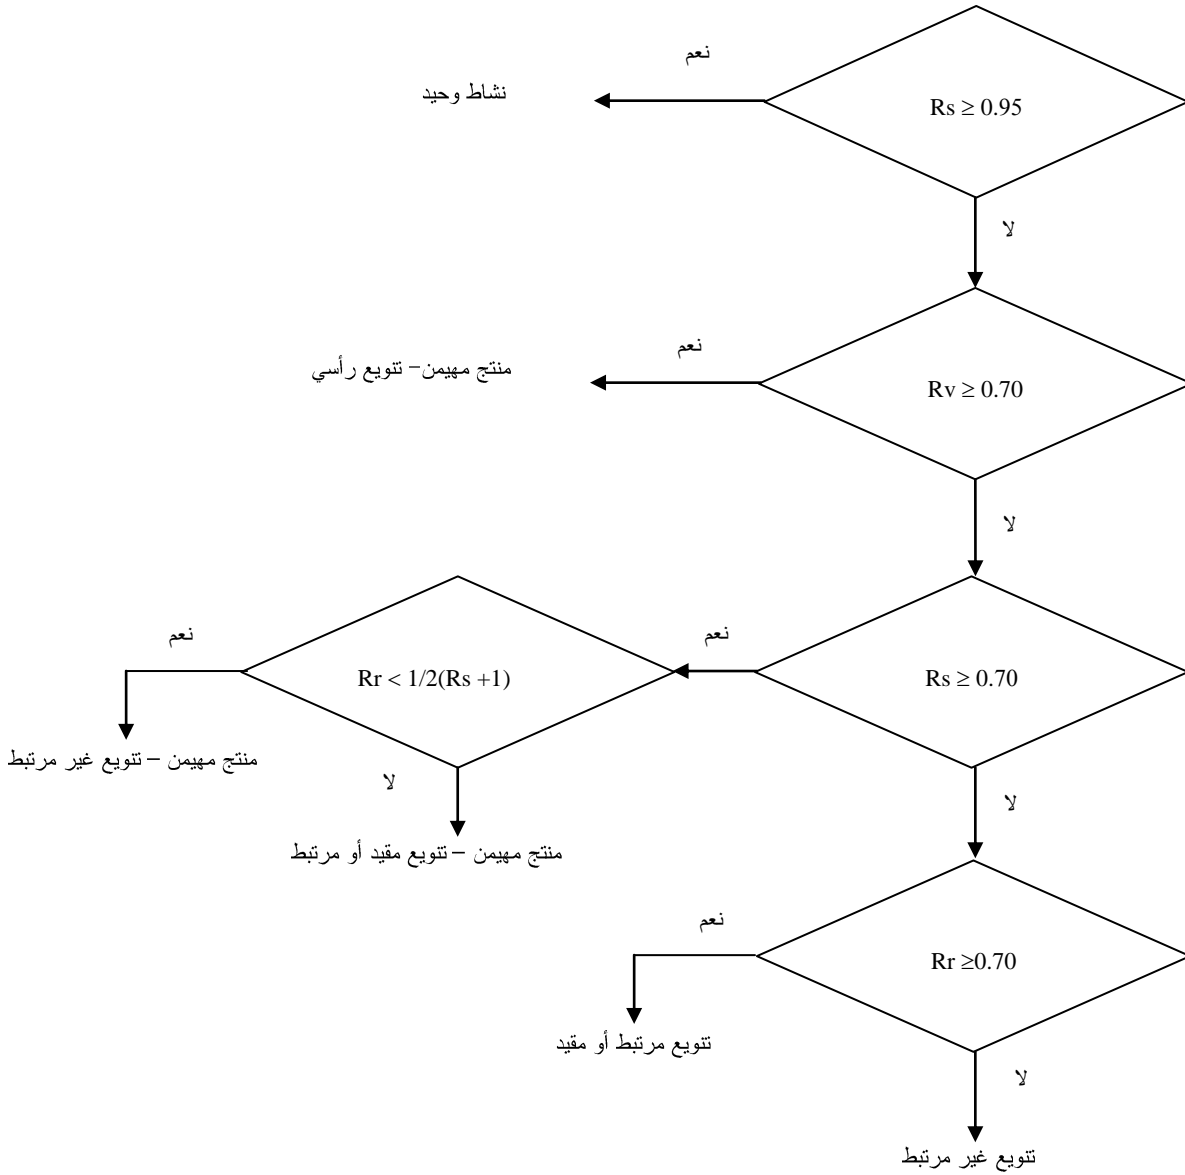 نعم
نشاط وحيد
Rs ≥ 0.95
لا
نعم
منتج مهيمن– تنويع رأسي
Rv ≥ 0.70
لا
نعم
Rs ≥ 0.70
نعم
Rr < 1/2(Rs +1)
منتج مهيمن – تنويع غير مرتبط
لا
منتج مهيمن – تنويع مقيد أو مرتبط
لا
نعم
Rr ≥0.70
تنويع مرتبط أو مقيد
لا
تنويع غير مرتبط